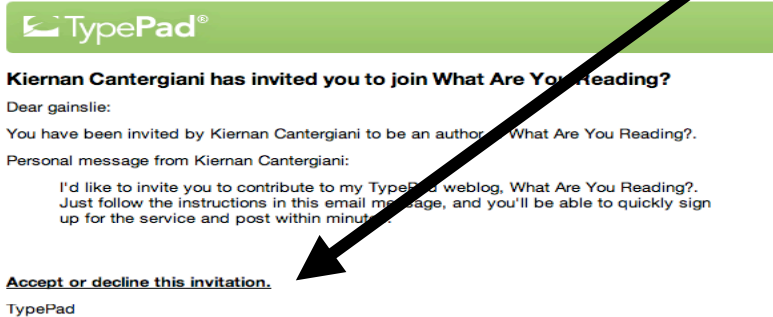 TypePad®
Kiernan Cantergiani has invited you to join What Are You Reading?
Dear gainslie:
You have been invited by Kiernan Cantergiani to be an author What Are You Reading?.
Personal message from Kiernan Cantergiani:
I'd like to invite you to contribute to my TypePad weblog, What Are You Reading?.
Just follow the instructions in this email message, and you'll be able to quickly sign
up for the service and post within minutes.
Accept or decline this invitation.
TypePad